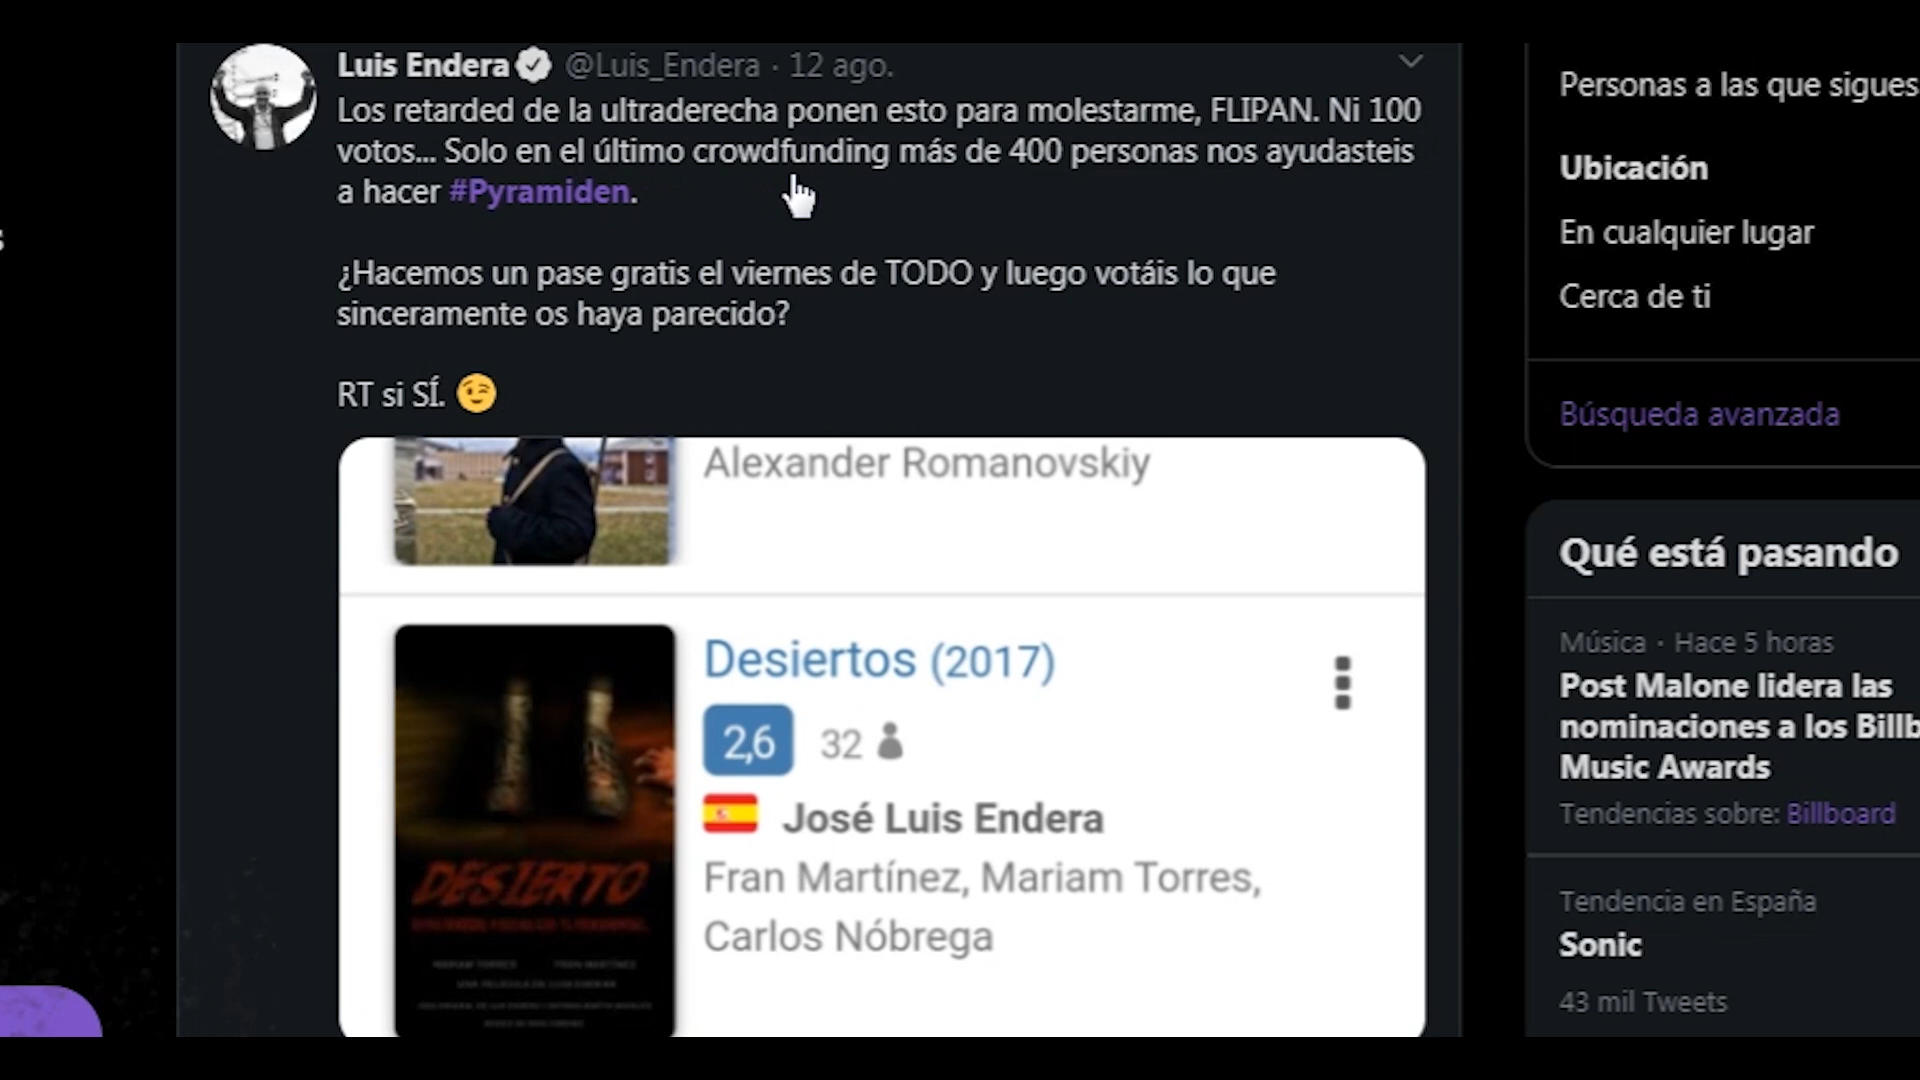 Luis Endera @Luis_Endera · 12 ago.
Los retarded de la ultraderecha ponen esto para molestarme, FLIPAN. Ni 100
votos... Solo en el último crowdfunding más de 400 personas nos ayudasteis
a hacer #Pyramiden.
¿Hacemos un pase gratis el viernes de TODO y luego votáis lo que
sinceramente os haya parecido?
RT si SÍ. 😉
Alexander Romanovskiy
Desiertos (2017)
2,6 32
José Luis Endera
Fran Martínez, Mariam Torres,
Carlos Nóbrega
DESIERTO
MARIAM TORRES FRAN MARTÍNEZ
Personas a las que sigues
Ubicación
En cualquier lugar
Cerca de ti
Búsqueda avanzada
Qué está pasando
Música · Hace 5 horas
Post Malone lidera las
nominaciones a los Billb
Music Awards
Tendencias sobre: Billboard
Tendencia en España
Sonic
43 mil Tweets